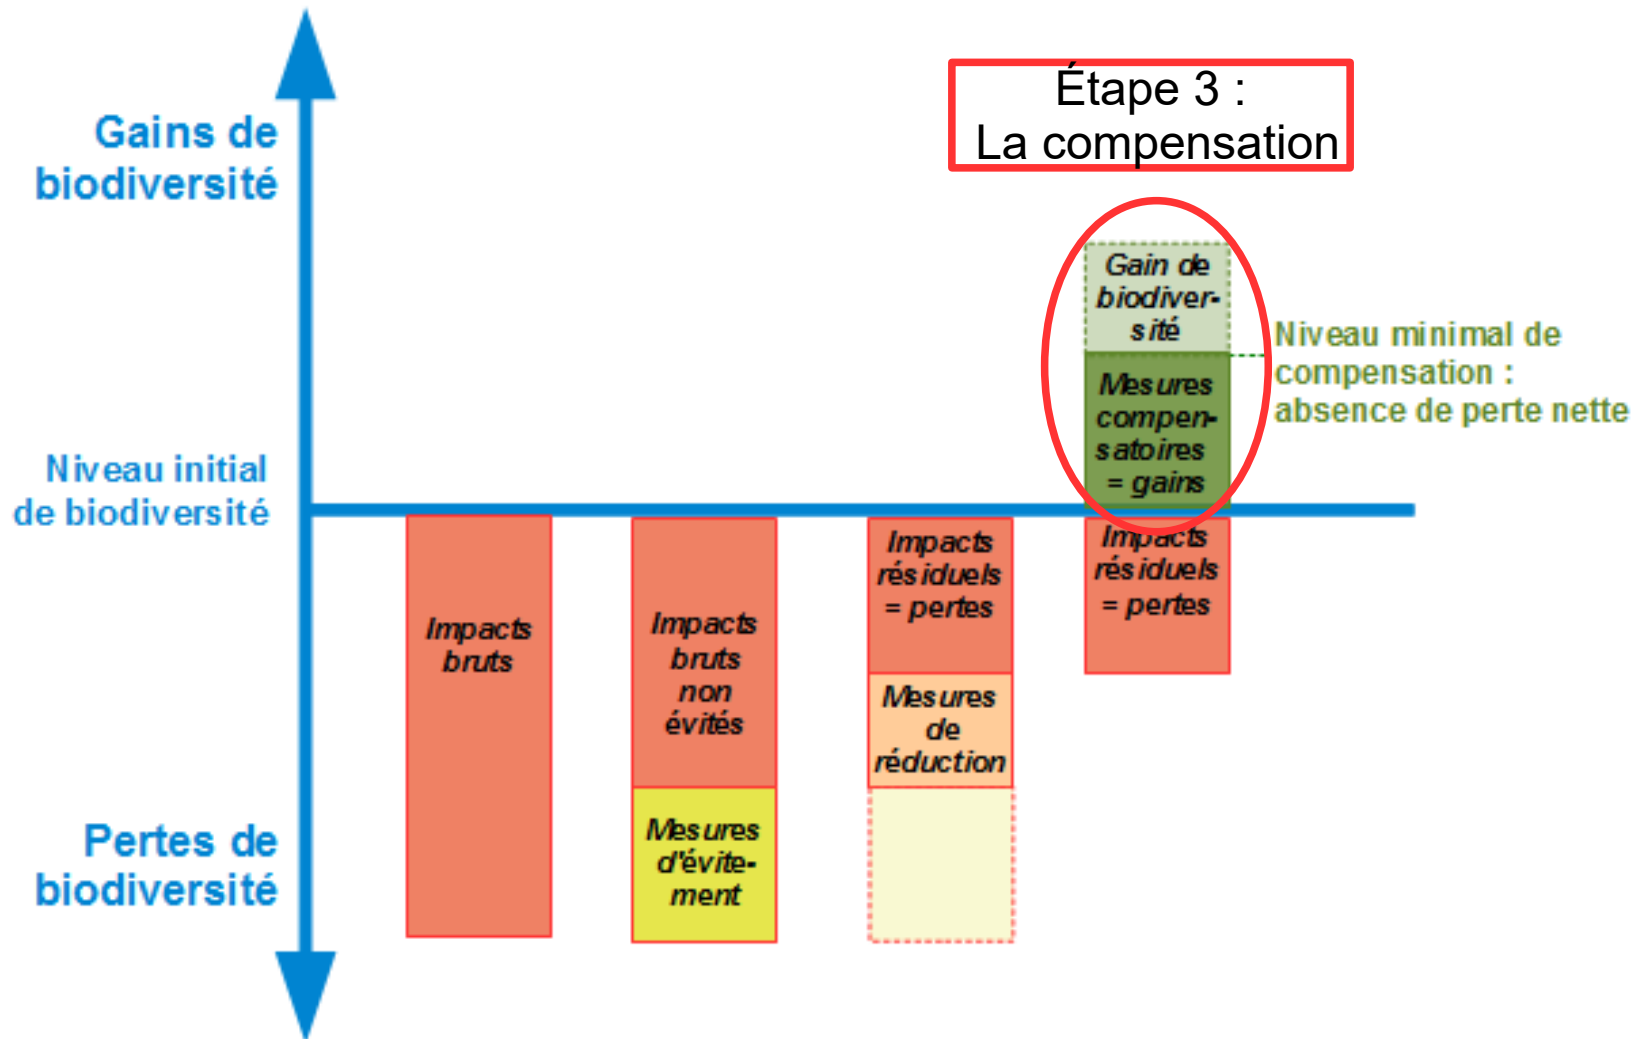 Étape 3 :
La compensation
Gains de
biodiversité
Gain de
biodiver-
sité
Niveau minimal de
compensation :
absence de perte nette
Mesures
compen-
satoires
= gains
Niveau initial
de biodiversité
Impacts
bruts
Impacts
bruts
non
évités
Mesures
d'évite-
ment
Impacts
résiduels
= pertes
Mesures
de
réduction
Impacts
résiduels
= pertes
Pertes de
biodiversité